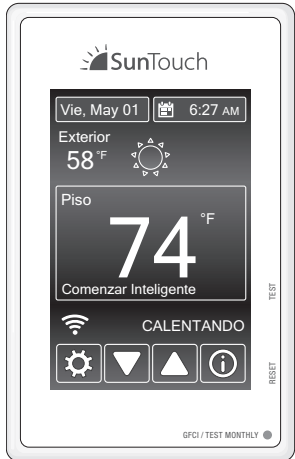 SunTouch
Vie, May 01
6:27 AM
Exterior
58°F
Piso
74°F
Comenzar Inteligente
CALENTANDO
TEST
RESET
GFCI / TEST MONTHLY